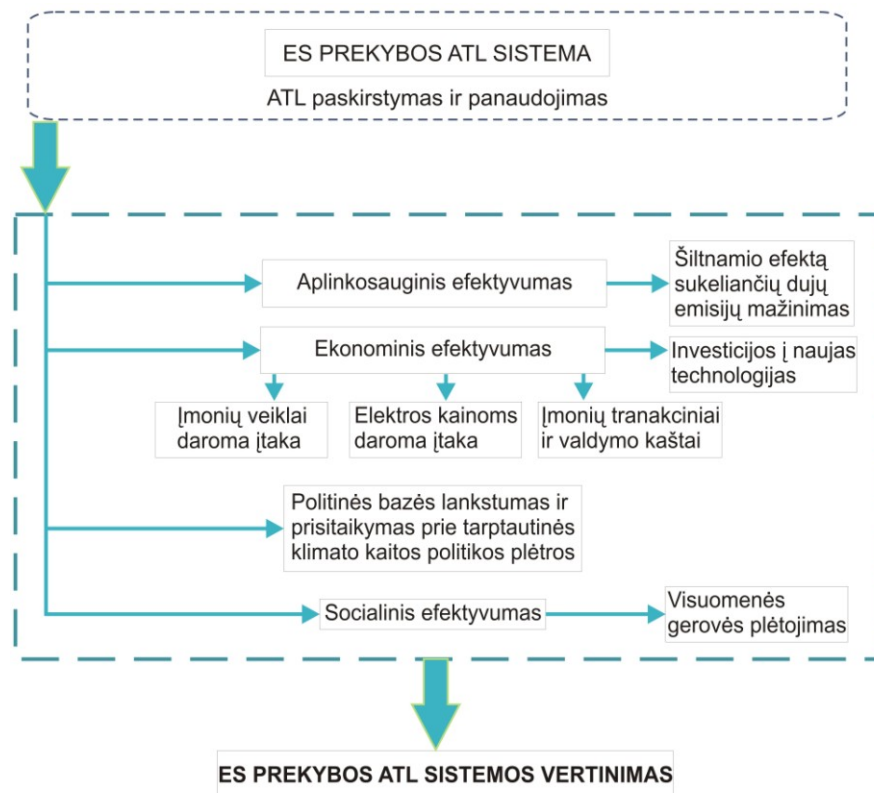 ES PREKYBOS ATL SISTEMA
ATL paskirstymas ir panaudojimas
Aplinkosauginis efektyvumas
Šiltnamio efektą
sukeliančių dujų
emisijų mažinimas
Ekonominis efektyvumas
Investicijos į naujas
technologijas
Įmonių veiklai
daroma įtaka
Elektros kainoms
daroma įtaka
Įmonių tranakciniai
ir valdymo kaštai
Politinės bazės lankstumas ir
prisitaikymas prie tarptautinės
klimato kaitos politikos plėtros
Socialinis efektyvumas
Visuomenės
gerovės plėtojimas
ES PREKYBOS ATL SISTEMOS VERTINIMAS